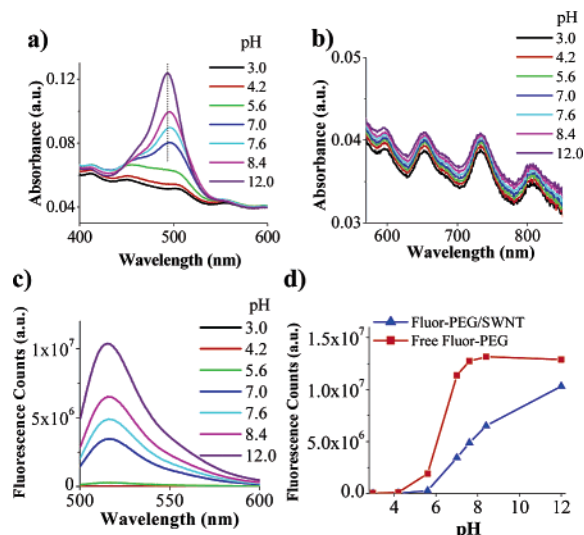 a)
pH
3.0
4.2
5.6
7.0
7.6
8.4
12.0
0.12
0.08
0.04
Absorbance (a.u.)
400 500 600
Wavelength (nm)
b)
pH
3.0
4.2
5.6
7.0
7.6
8.4
12.0
0.05
0.04
0.03
Absorbance (a.u.)
600 700 800
Wavelength (nm)
c)
pH
3.0
4.2
5.6
7.0
7.6
8.4
12.0
1x10⁷
5x10⁶
0
Fluorescence Counts (a.u.)
500 550 600
Wavelength (nm)
d)
Fluor-PEG/SWNT
Free Fluor-PEG
1.5x10⁷
1.0x10⁷
5.0x10⁶
0.0
Fluorescence Counts (a.u.)
4 6 8 10 12
pH